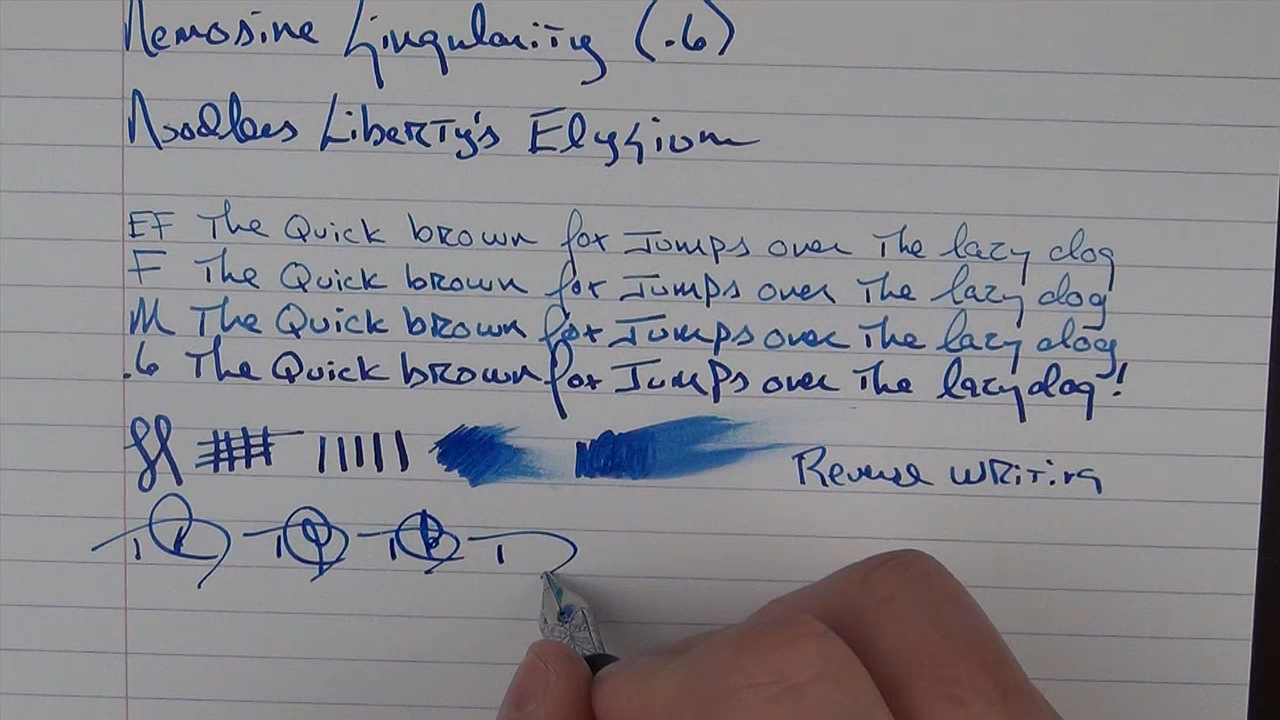 Nemosine Singularity (.6)
Noodlers Liberty's Elysium
EF The Quick brown fox Jumps over The lazy dog
F The Quick brown fox Jumps over The lazy dog
M The Quick brown fox Jumps over The lazy dog
.6 The Quick brown fox Jumps over The lazy dog!
Reverse writing